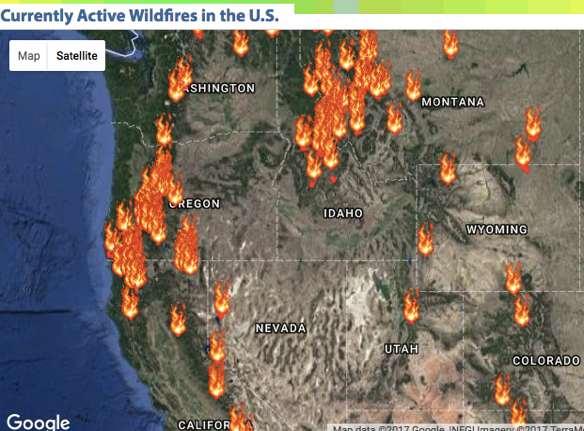 Currently Active Wildfires in the U.S.
Map Satellite
ASHINGTON
MONTANA
OREGON
IDAHO
WYOMING
NEVADA
UTAH
COLORADO
CALIFOR
Google
Map data ©2017 Google, INEGI Imagery ©2017 TerraM